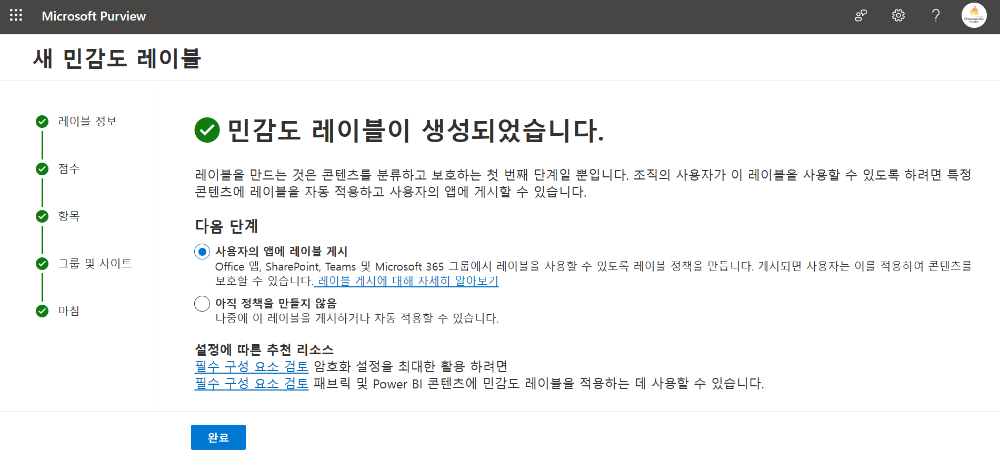 Microsoft Purview
Cheesecake
Studio
새 민감도 레이블
레이블 정보
점수
항목
그룹 및 사이트
마침
민감도 레이블이 생성되었습니다.
레이블을 만드는 것은 콘텐츠를 분류하고 보호하는 첫 번째 단계일 뿐입니다. 조직의 사용자가 이 레이블을 사용할 수 있도록 하려면 특정
콘텐츠에 레이블을 자동 적용하고 사용자의 앱에 게시할 수 있습니다.
다음 단계
사용자의 앱에 레이블 게시
Office 앱, SharePoint, Teams 및 Microsoft 365 그룹에서 레이블을 사용할 수 있도록 레이블 정책을 만듭니다. 게시되면 사용자는 이를 적용하여 콘텐츠를
보호할 수 있습니다. 레이블 게시에 대해 자세히 알아보기
아직 정책을 만들지 않음
나중에 이 레이블을 게시하거나 자동 적용할 수 있습니다.
설정에 따른 추천 리소스
필수 구성 요소 검토 암호화 설정을 최대한 활용 하려면
필수 구성 요소 검토 패브릭 및 Power BI 콘텐츠에 민감도 레이블을 적용하는 데 사용할 수 있습니다.
완료